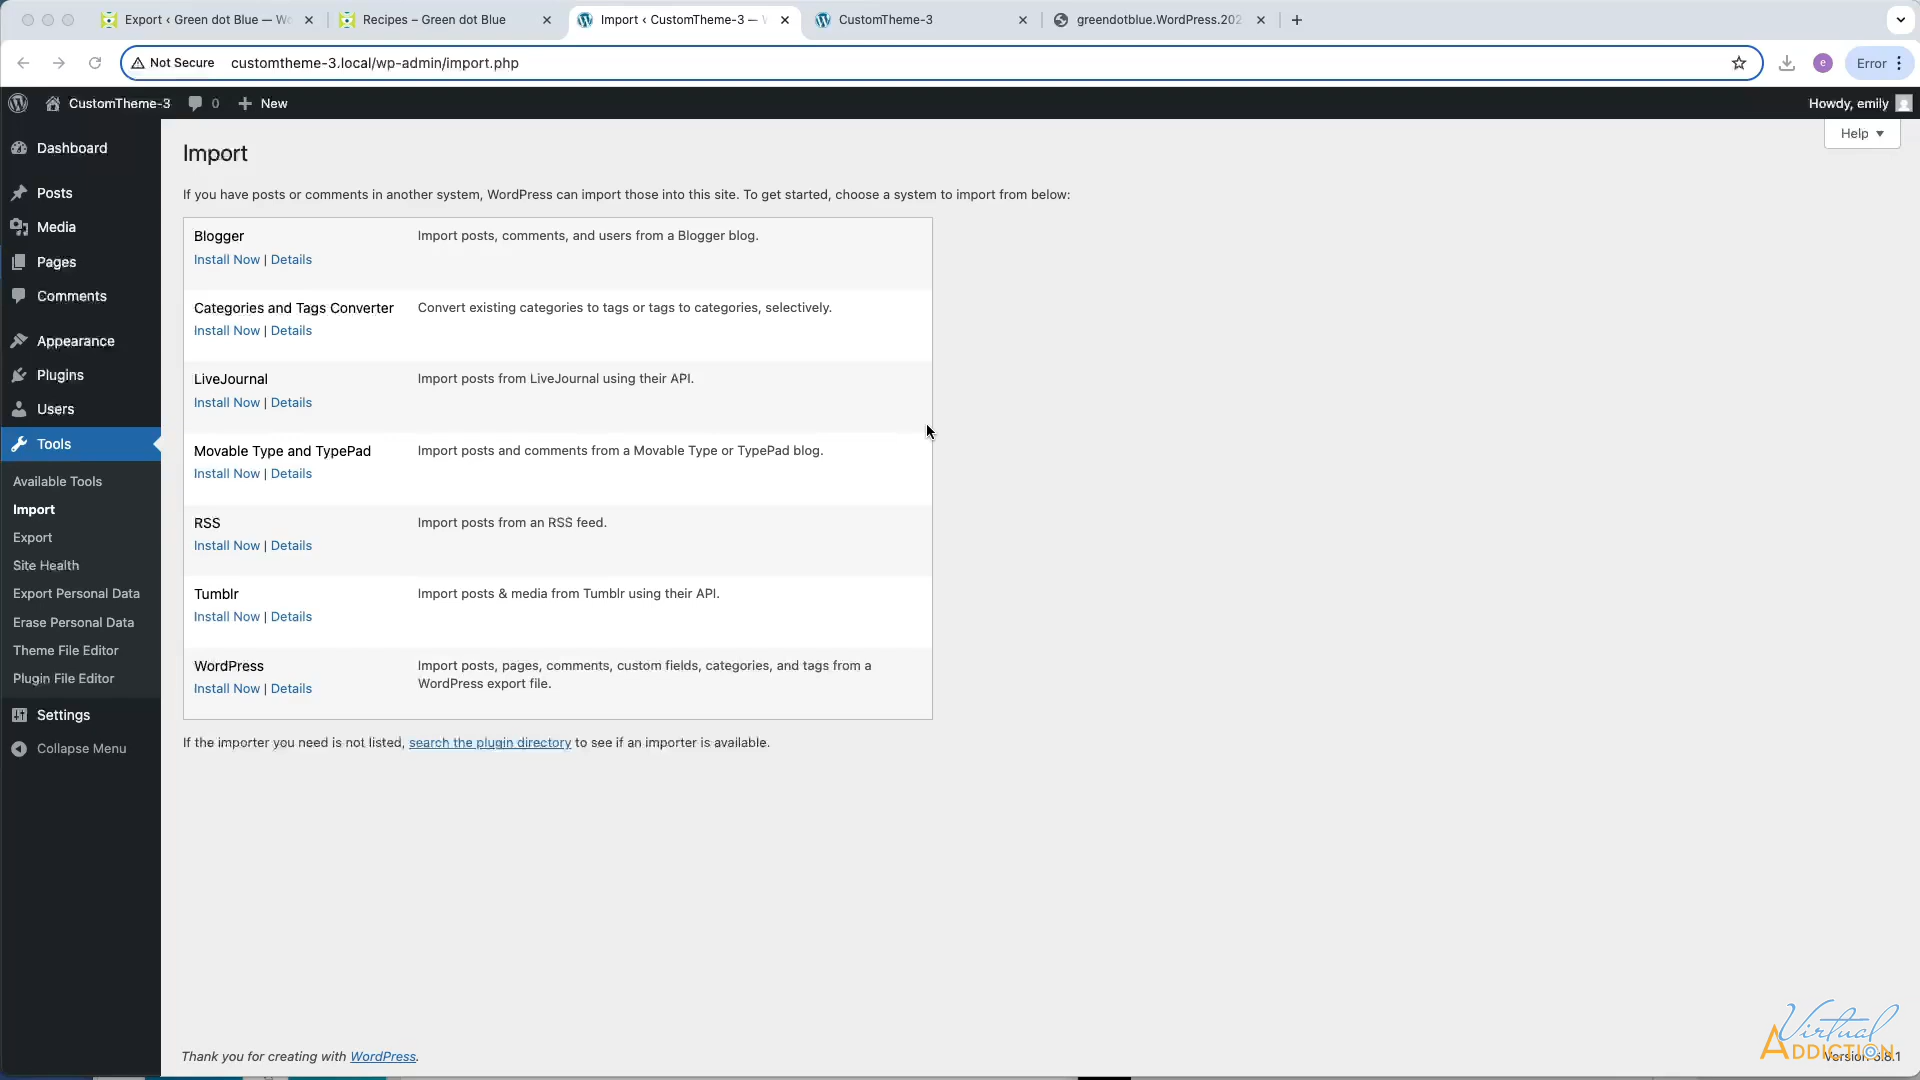 Export ‹ Green dot Blue — Wo
Recipes – Green dot Blue
Import ‹ CustomTheme-3 —
CustomTheme-3
greendotblue.WordPress.202
Not Secure
customtheme-3.local/wp-admin/import.php
e
Error
CustomTheme-3
0
New
Howdy, emily
Help
Dashboard
Posts
Media
Pages
Comments
Appearance
Plugins
Users
Tools
Available Tools
Import
Export
Site Health
Export Personal Data
Erase Personal Data
Theme File Editor
Plugin File Editor
Settings
Collapse Menu
Import
If you have posts or comments in another system, WordPress can import those into this site. To get started, choose a system to import from below:
Blogger
Import posts, comments, and users from a Blogger blog.
Install Now | Details
Categories and Tags Converter
Convert existing categories to tags or tags to categories, selectively.
Install Now | Details
LiveJournal
Import posts from LiveJournal using their API.
Install Now | Details
Movable Type and TypePad
Import posts and comments from a Movable Type or TypePad blog.
Install Now | Details
RSS
Import posts from an RSS feed.
Install Now | Details
Tumblr
Import posts & media from Tumblr using their API.
Install Now | Details
WordPress
Import posts, pages, comments, custom fields, categories, and tags from a
WordPress export file.
Install Now | Details
If the importer you need is not listed, search the plugin directory to see if an importer is available.
Thank you for creating with WordPress.
Virtual
ADDICTION